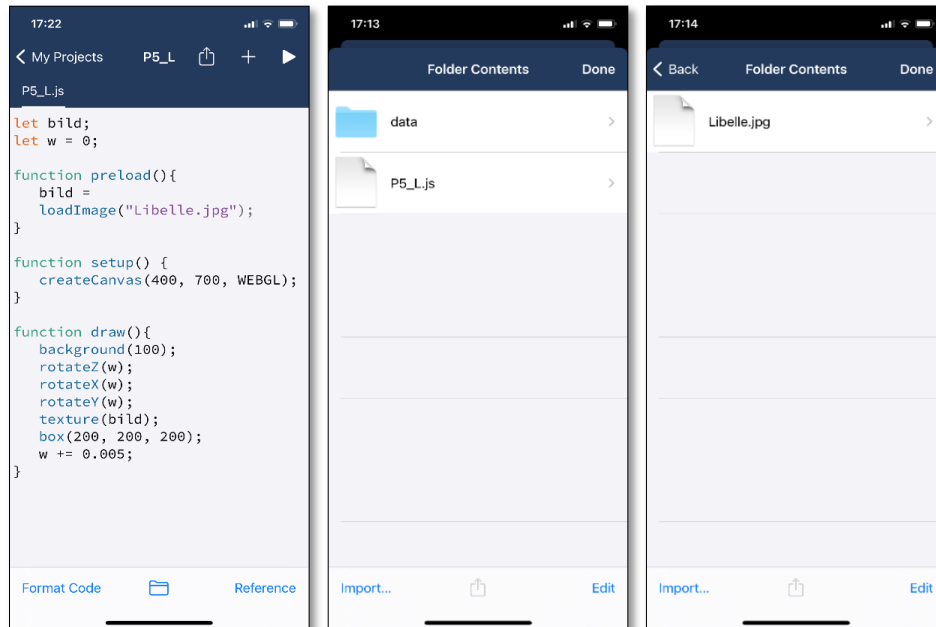 17:22
My Projects P5_L
P5_L.js
let bild;
let w = 0;
function preload(){
bild =
loadImage("Libelle.jpg");
}
function setup() {
createCanvas(400, 700, WEBGL);
}
function draw(){
background(100);
rotateZ(w);
rotateX(w);
rotateY(w);
texture(bild);
box(200, 200, 200);
w += 0.005;
}
Format Code Reference
17:13
Folder Contents Done
data
P5_L.js
Import... Edit
17:14
Back Folder Contents Done
Libelle.jpg
Import... Edit